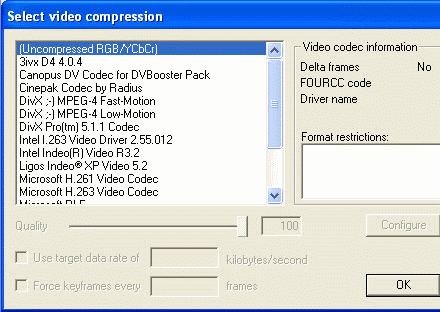 Select video compression
(Uncompressed RGB/YCbCr)
3ivx D4 4.0.4
Canopus DV Codec for DVBooster Pack
Cinepak Codec by Radius
DivX ;-) MPEG-4 Fast-Motion
DivX ;-) MPEG-4 Low-Motion
DivX Pro(tm) 5.1.1 Codec
Intel I.263 Video Driver 2.55.012
Intel Indeo(R) Video R3.2
Ligos Indeo® XP Video 5.2
Microsoft H.261 Video Codec
Microsoft H.263 Video Codec
Microsoft RLE
Video codec information
Delta frames No
FOURCC code
Driver name
Format restrictions:
Quality 100 Configure
Use target data rate of kilobytes/second
Force keyframes every frames
OK